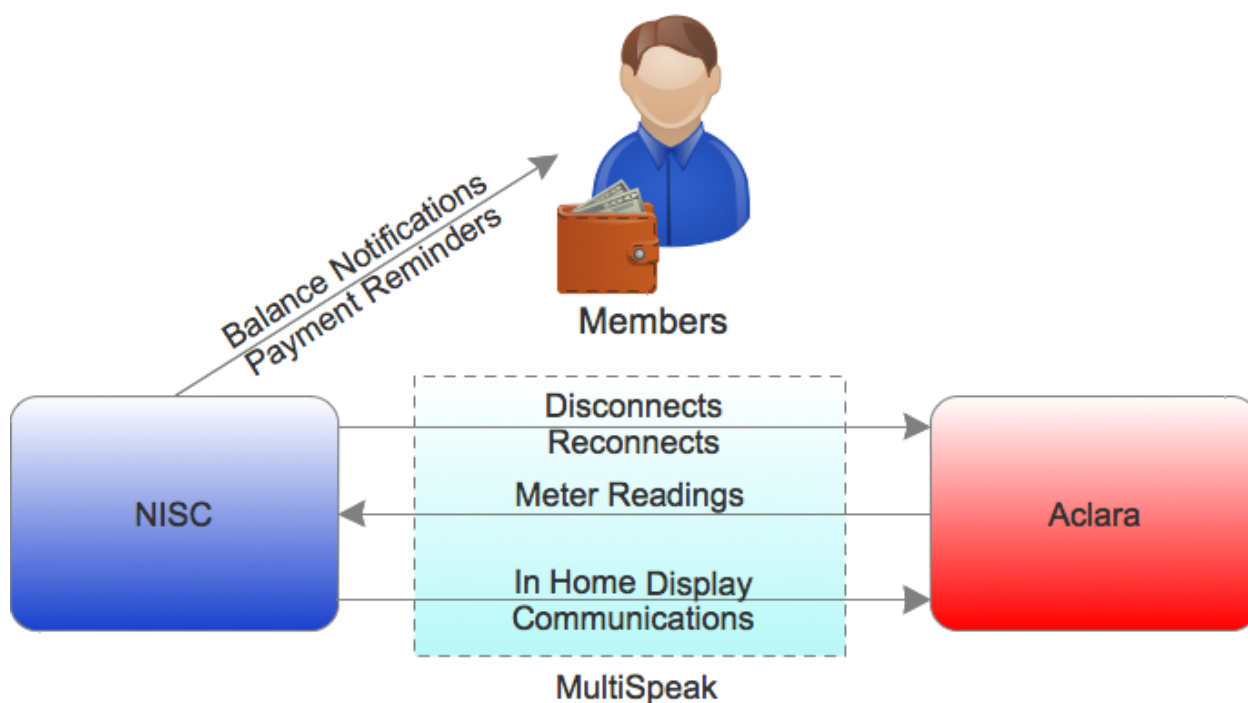 Balance Notifications
Payment Reminders
Members
Disconnects
Reconnects
NISC
Meter Readings
Aclara
In Home Display
Communications
MultiSpeak